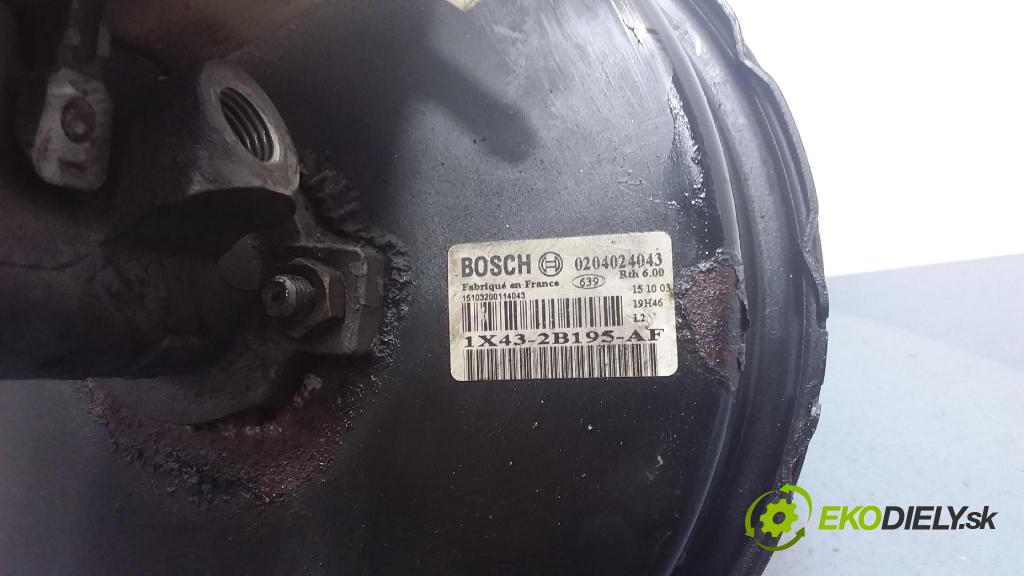 BOSCH 0204024043
Rth 6.00
Fabriqué en France 639 15 10 03
15103200114043
19H46
L2
1X43-2B195-AF
EKODIELY.sk